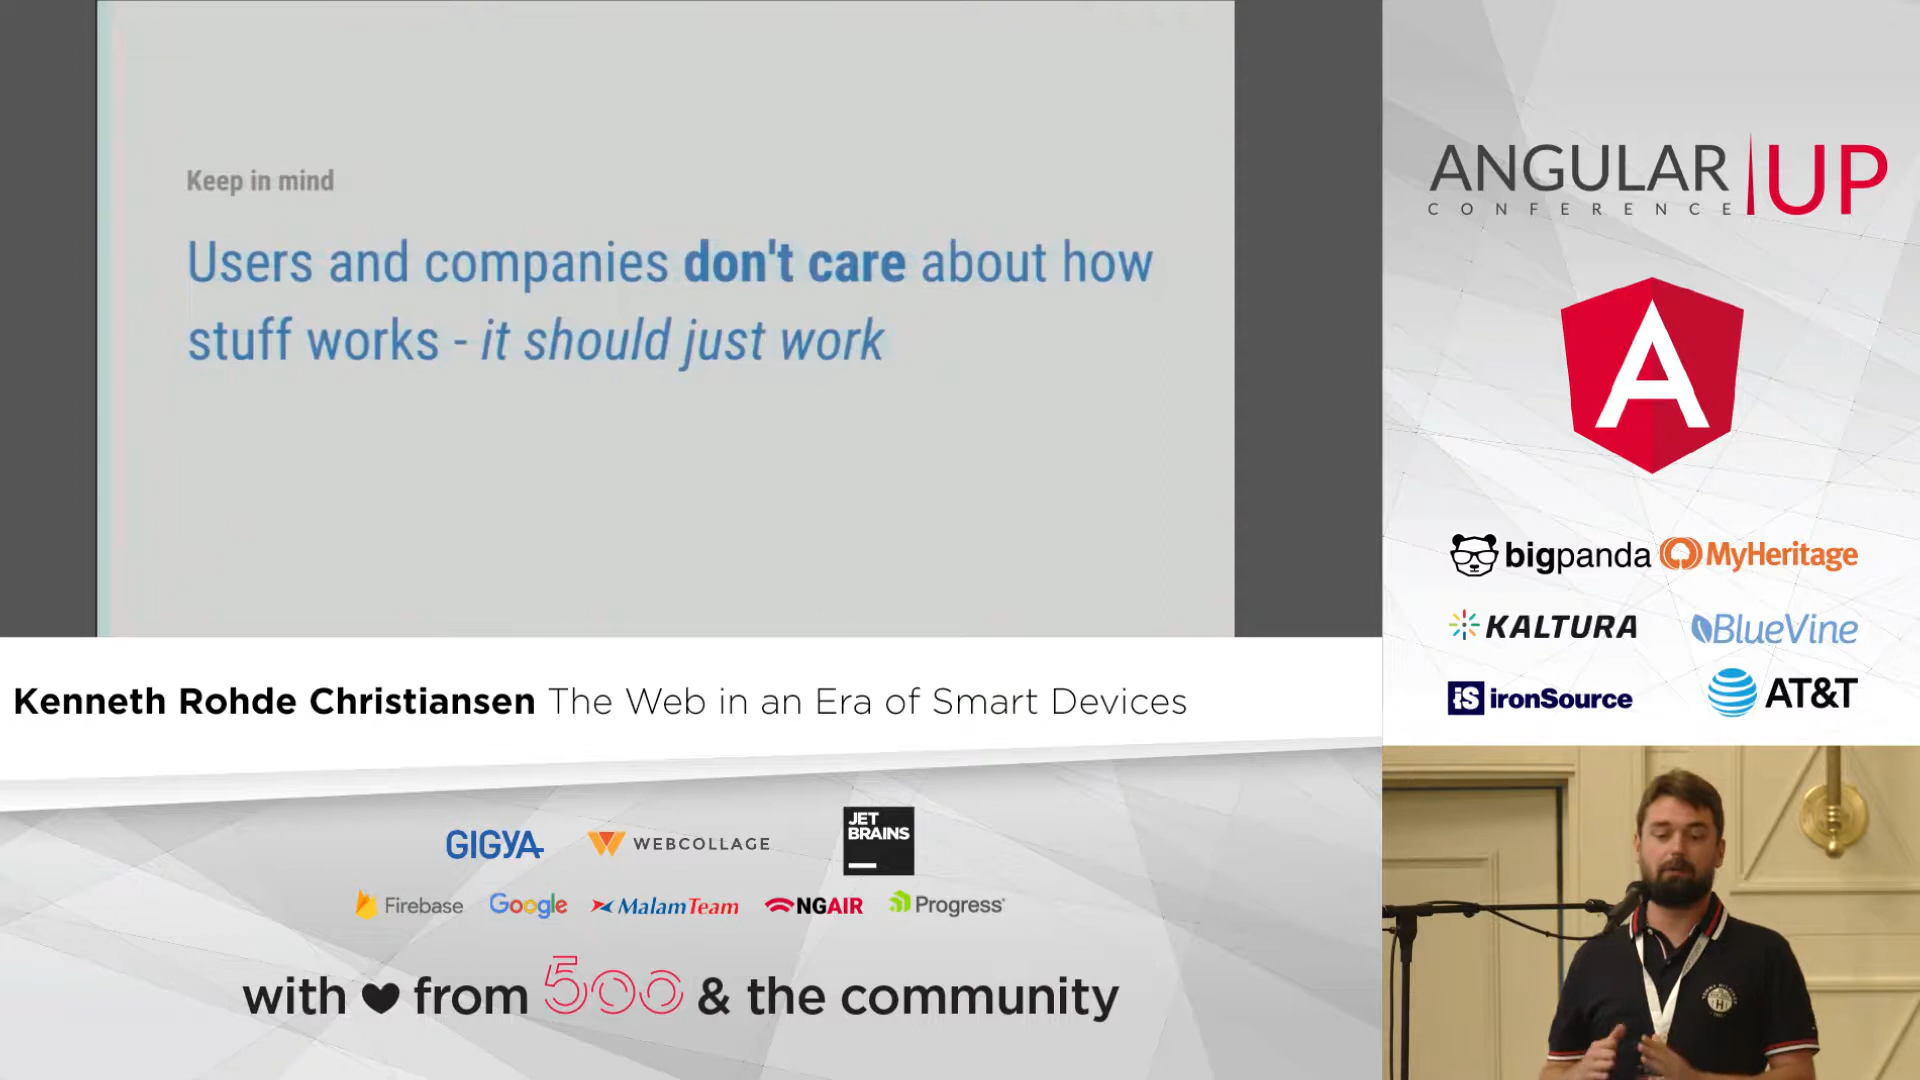 Keep in mind
Users and companies don't care about how
stuff works - it should just work
Kenneth Rohde Christiansen The Web in an Era of Smart Devices
GIGYA
WEBCOLLAGE
JET
BRAINS
Firebase
Google
MalamTeam
NGAIR
Progress
with from 500 & the community
ANGULAR UP
CONFERENCE
A
bigpanda
MyHeritage
KALTURA
BlueVine
iS ironSource
AT&T